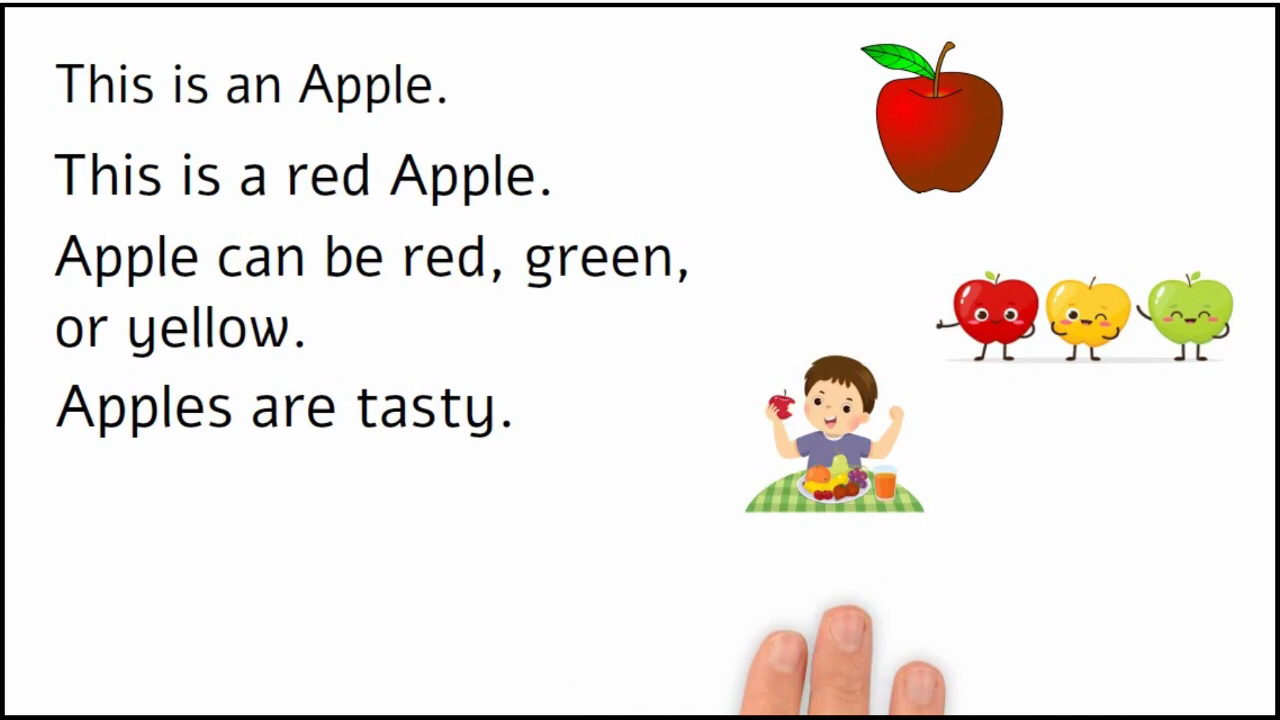 This is an Apple.
This is a red Apple.
Apple can be red, green,
or yellow.
Apples are tasty.